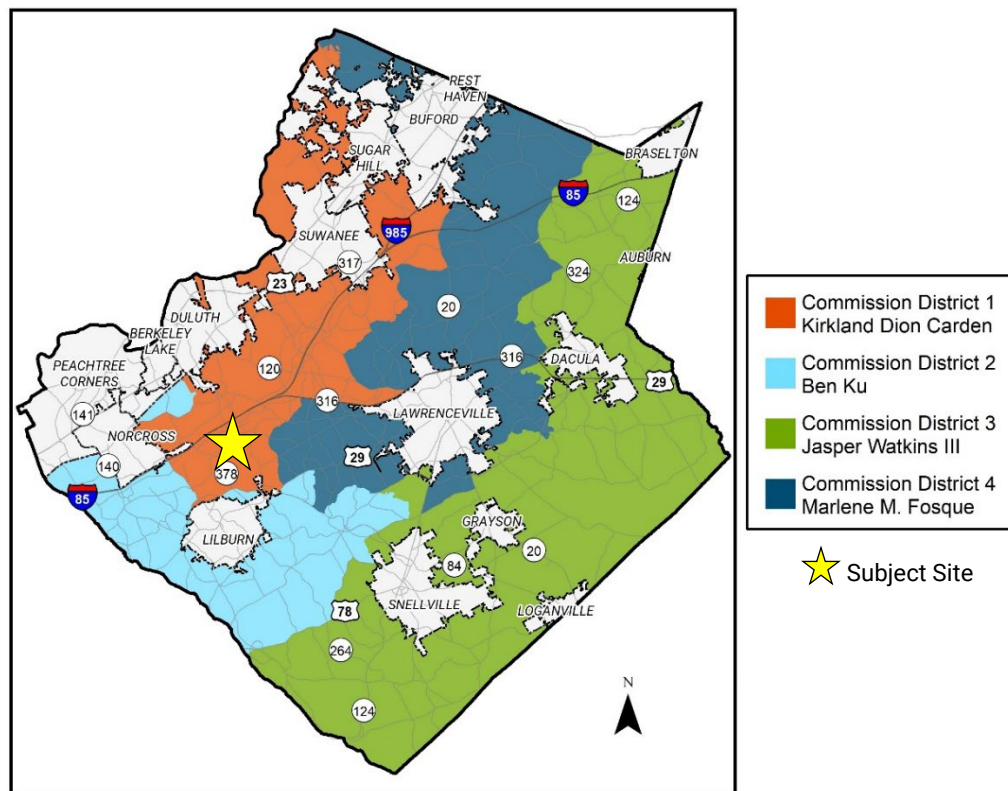 REST
HAVEN
BUFORD
SUGAR
HILL
BRASELTON
85
124
SUWANEE
985
317
AUBURN
324
23
20
DULUTH
BERKELEY
LAKE
PEACHTREE
CORNERS
120
316
DACULA
29
316
141
LAWRENCEVILLE
NORCROSS
29
140
378
85
GRAYSON
LILBURN
20
84
SNELLVILLE
LOGANVILLE
78
264
124
N
Commission District 1
Kirkland Dion Carden
Commission District 2
Ben Ku
Commission District 3
Jasper Watkins III
Commission District 4
Marlene M. Fosque
Subject Site